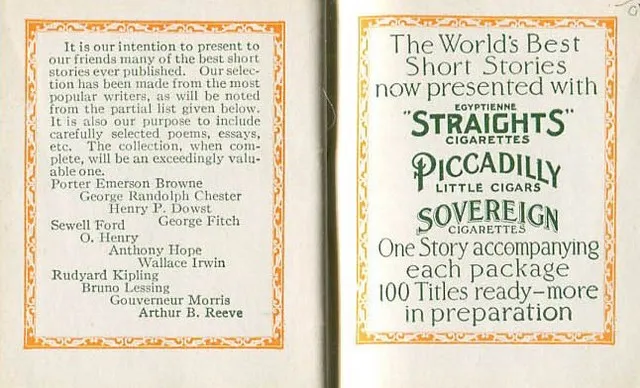 It is our intention to present to
our friends many of the best short
stories ever published. Our selec-
tion has been made from the most
popular writers, as will be noted
from the partial list given below.
It is also our purpose to include
carefully selected poems, essays,
etc. The collection, when com-
plete, will be an exceedingly valu-
able one.
Porter Emerson Browne
George Randolph Chester
Henry P. Dowst
George Fitch
Sewell Ford
O. Henry
Anthony Hope
Wallace Irwin
Rudyard Kipling
Bruno Lessing
Gouverneur Morris
Arthur B. Reeve
The World's Best
Short Stories
now presented with
EGYPTIENNE
"STRAIGHTS"
CIGARETTES
PICCADILLY
LITTLE CIGARS
SOVEREIGN
CIGARETTES
One Story accompanying
each package
100 Titles ready-more
in preparation